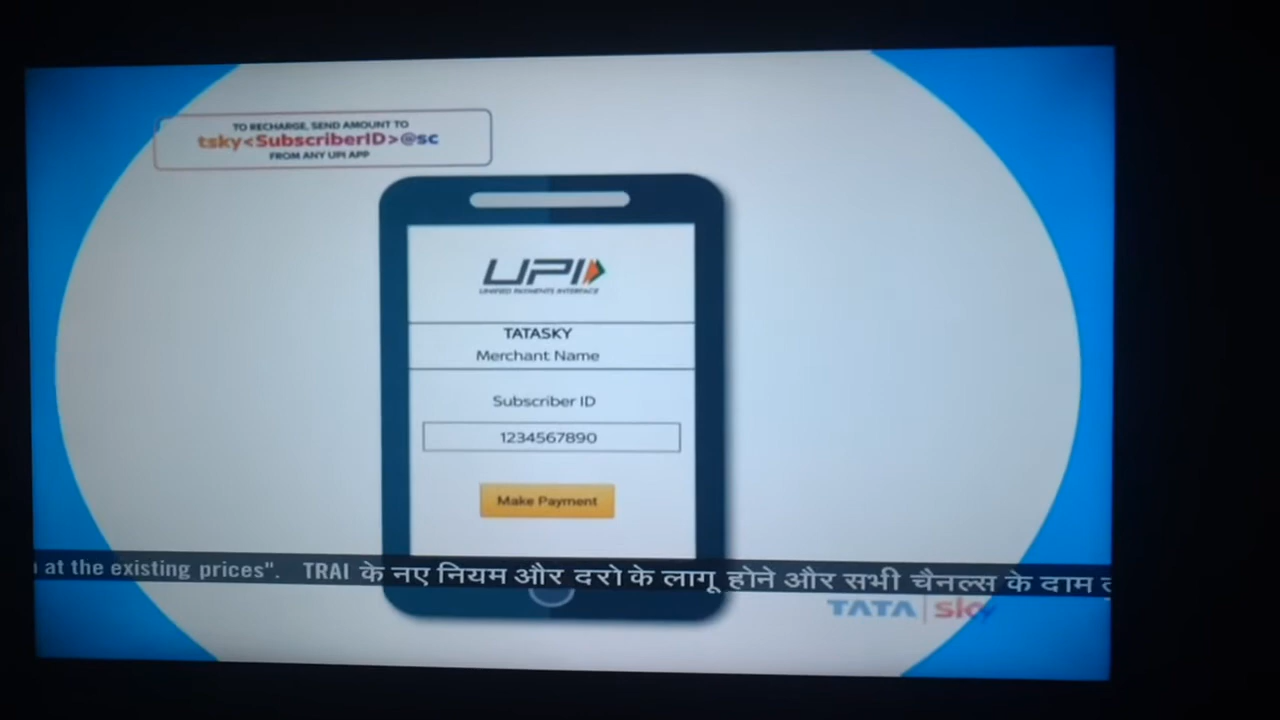 TO RECHARGE, SEND AMOUNT TO
tsky<SubscriberID>@sc
FROM ANY UPI APP
UPI
UNIFIED PAYMENTS INTERFACE
TATASKY
Merchant Name
Subscriber ID
1234567890
Make Payment
at the existing prices". TRAI के नए नियम और दरो के लागू होने और सभी चैनल्स के दाम
TATA sky